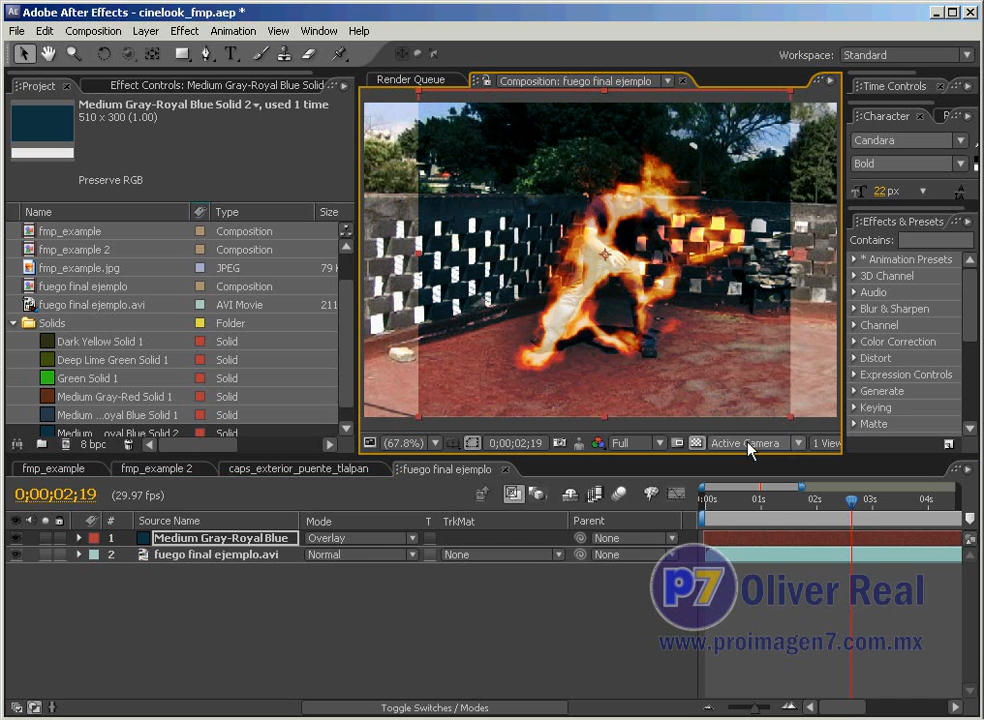 Adobe After Effects - cinelook_fmp.aep *
File Edit Composition Layer Effect Animation View Window Help
Workspace: Standard
Project Effect Controls: Medium Gray-Royal Blue Solid
Medium Gray-Royal Blue Solid 2, used 1 time
510 x 300 (1.00)
Preserve RGB
Name Type Size
fmp_example Composition
fmp_example 2 Composition
fmp_example.jpg JPEG 79
fuego final ejemplo Composition
fuego final ejemplo.avi AVI Movie 211
Solids Folder
Dark Yellow Solid 1 Solid
Deep Lime Green Solid 1 Solid
Green Solid 1 Solid
Medium Gray-Red Solid 1 Solid
Medium ...oyal Blue Solid 1 Solid
Medium ...oyal Blue Solid 2 Solid
8 bpc
Render Queue Composition: fuego final ejemplo
(67.8%) 0;00;02;19 Full Active Camera 1 View
Time Controls
Character
Candara
Bold
22 px
Effects & Presets
Contains:
* Animation Presets
3D Channel
Audio
Blur & Sharpen
Channel
Color Correction
Distort
Expression Controls
Generate
Keying
Matte
fmp_example fmp_example 2 caps_exterior_puente_tlalpan fuego final ejemplo
0;00;02;19 (29.97 fps)
:00s 01s 02s 03s 04s
# Source Name Mode T TrkMat Parent
1 Medium Gray-Royal Blue Overlay None
2 fuego final ejemplo.avi Normal None None
P7 Oliver Real
www.proimagen7.com.mx
Toggle Switches / Modes